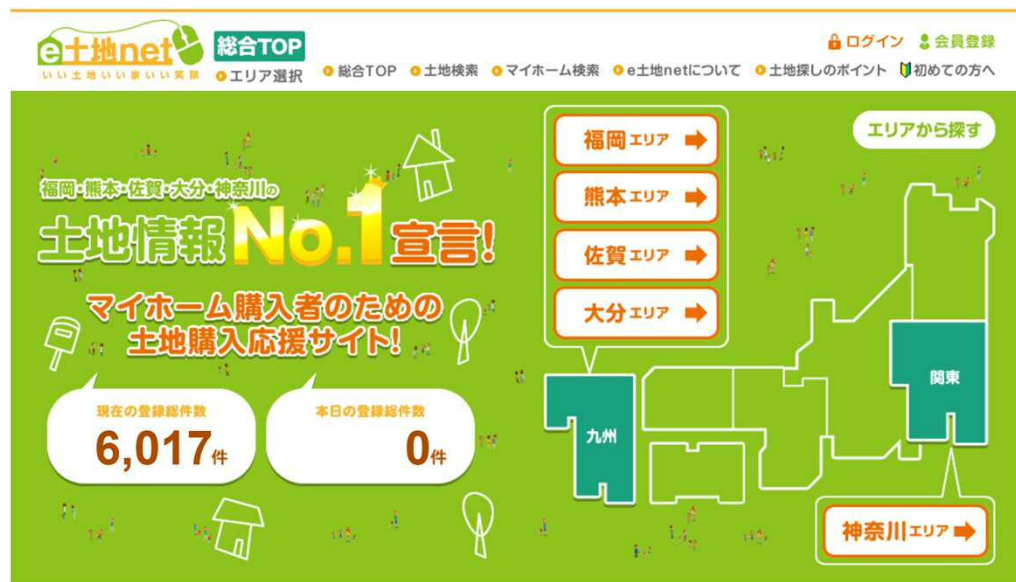 e土地net
いい土地いい家いい笑顔
総合TOP
エリア選択
ログイン
会員登録
総合TOP
土地検索
マイホーム検索
e土地netについて
土地探しのポイント
初めての方へ
福岡・熊本・佐賀・大分・神奈川の
土地情報No.1宣言!
マイホーム購入者のための
土地購入応援サイト!
現在の登録総件数
6,017件
本日の登録総件数
0件
エリアから探す
福岡エリア
熊本エリア
佐賀エリア
大分エリア
九州
関東
神奈川エリア